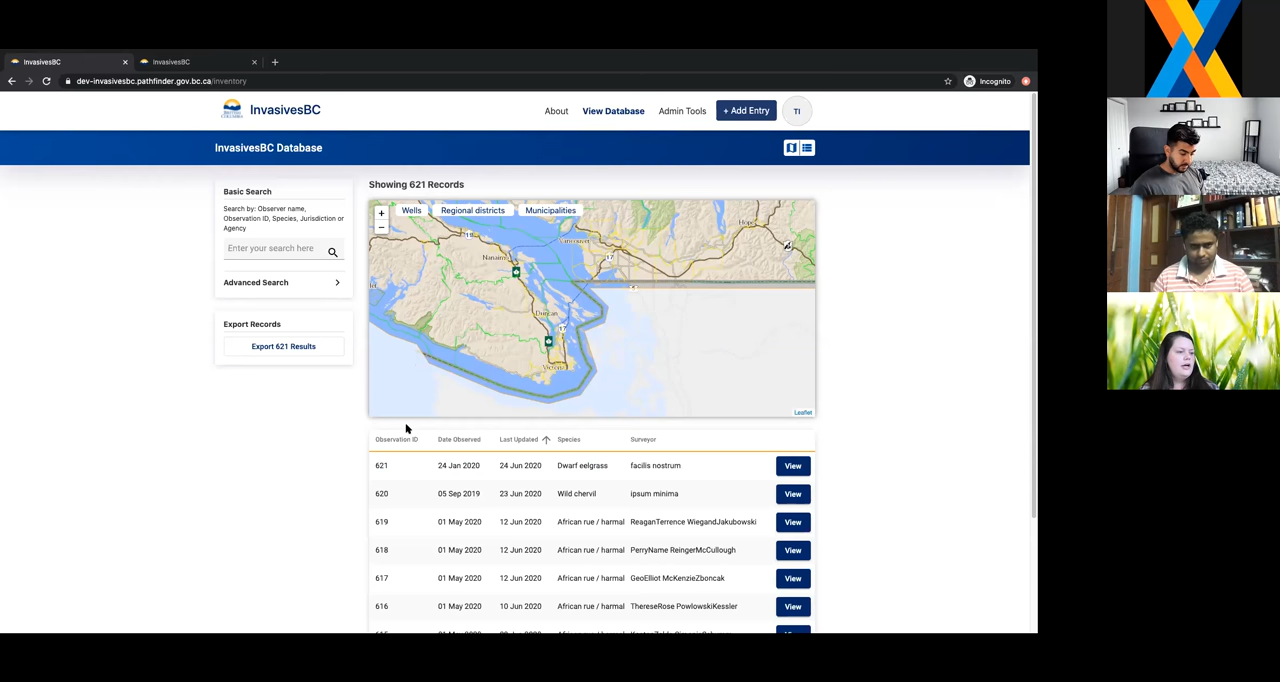 InvasivesBC
InvasivesBC
dev-invasivesbc.pathfinder.gov.bc.ca/inventory
Incognito
InvasivesBC
About
View Database
Admin Tools
+ Add Entry
TI
InvasivesBC Database
Basic Search
Search by: Observer name,
Observation ID, Species, Jurisdiction or
Agency
Enter your search here
Advanced Search
Export Records
Export 621 Results
Showing 621 Records
+
−
Wells
Regional districts
Municipalities
19
Vancouver
Hope
17
Nanaim
Duncan
17
Victoria
Leaflet
Observation ID Date Observed Last Updated Species Surveyor
621 24 Jan 2020 24 Jun 2020 Dwarf eelgrass facilis nostrum View
620 05 Sep 2019 23 Jun 2020 Wild chervil ipsum minima View
619 01 May 2020 12 Jun 2020 African rue / harmal ReaganTerrence WiegandJakubowski View
618 01 May 2020 12 Jun 2020 African rue / harmal PerryName ReingerMcCullough View
617 01 May 2020 12 Jun 2020 African rue / harmal GeoElliot McKenzieZboncak View
616 01 May 2020 10 Jun 2020 African rue / harmal ThereseRose PowlowskiKessler View